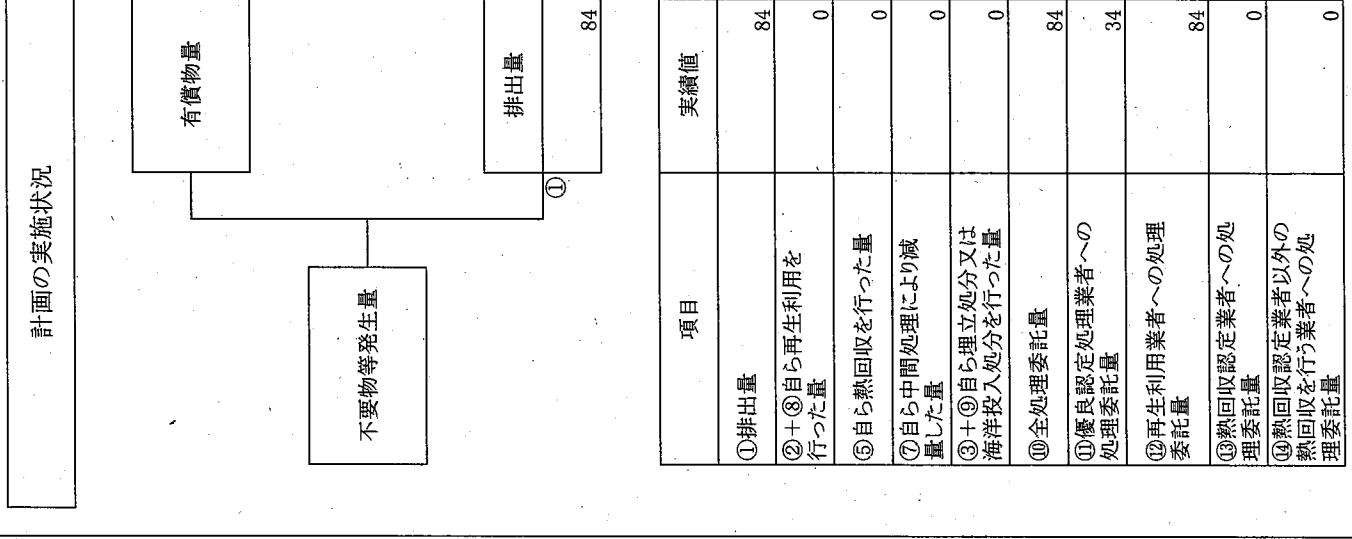 計画の実施状況
有償物量
不要物等発生量
排出量
①
84
項目 実績値
①排出量 84
②+⑧自ら再生利用を
行った量 0
⑤自ら熱回収を行った量 0
⑦自ら中間処理により減
量した量 0
③+⑨自ら埋立処分又は
海洋投入処分を行った量 0
⑩全処理委託量 84
⑪優良認定処理業者への
処理委託量 34
⑫再生利用業者への処理
委託量 84
⑬熱回収認定業者への処
理委託量 0
⑭熱回収認定業者以外の
熱回収を行う業者への処
理委託量 0